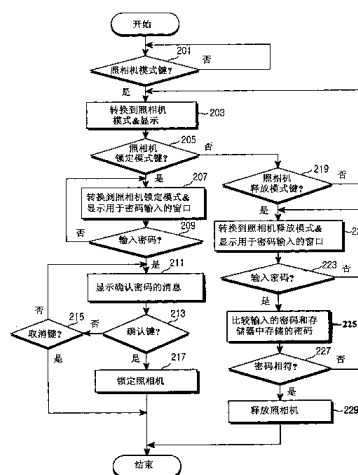 开始
201
照相机模式键?
否
是
转换到照相机
模式&显示
203
205
照相机
锁定模式键?
否
是
207
转换到照相机锁定模式&
显示用于密码输入的窗口
209
否
输入密码?
是
211
显示确认密码的消息
213
确认键?
否
215
取消键?
否
是
是
217
锁定照相机
219
照相机
释放模式键?
否
是
转换到照相机释放模式&
显示用于密码输入的窗口
223
输入密码?
否
是
比较输入的密码和存
储器中存储的密码
225
227
密码相符?
否
是
释放照相机
229
结束